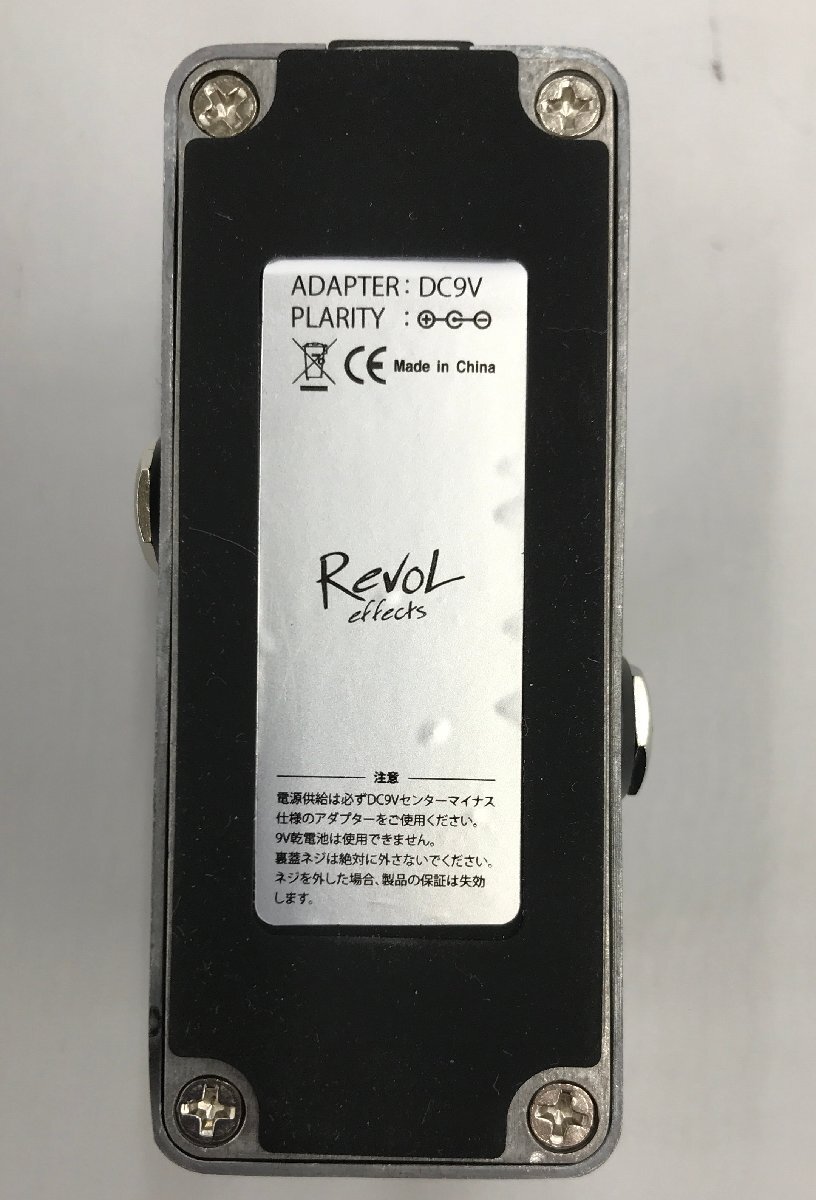 ADAPTER: DC9V
PLARITY :
CE Made in China
RevoL
effects
注意
電源供給は必ずDC9Vセンターマイナス
仕様のアダプターをご使用ください。
9V乾電池は使用できません。
裏蓋ネジは絶対に外さないでください。
ネジを外した場合、製品の保証は失効
します。